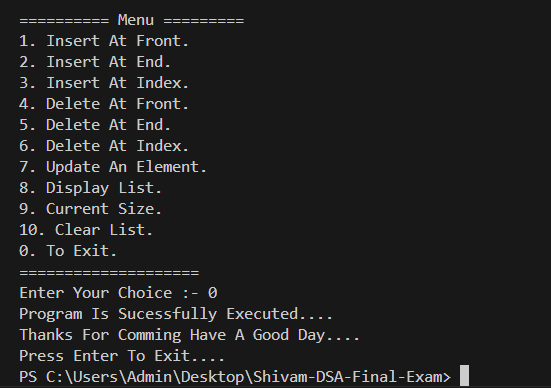 ========== Menu =========
1. Insert At Front.
2. Insert At End.
3. Insert At Index.
4. Delete At Front.
5. Delete At End.
6. Delete At Index.
7. Update An Element.
8. Display List.
9. Current Size.
10. Clear List.
0. To Exit.
====================
Enter Your Choice :- 0
Program Is Sucessfully Executed....
Thanks For Comming Have A Good Day....
Press Enter To Exit....
PS C:\Users\Admin\Desktop\Shivam-DSA-Final-Exam>